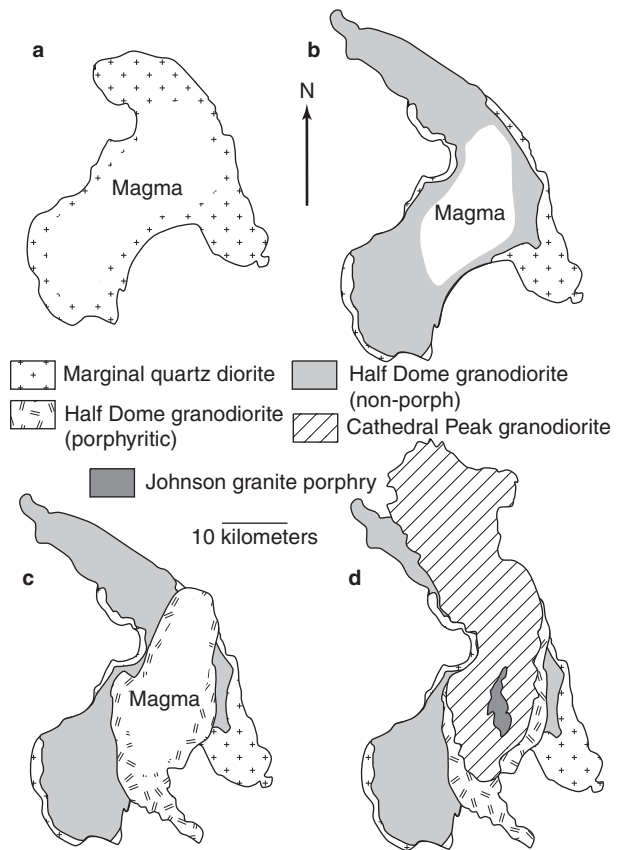 a
b
N
Magma
Magma
Marginal quartz diorite
Half Dome granodiorite
(non-porph)
Half Dome granodiorite
(porphyritic)
Cathedral Peak granodiorite
Johnson granite porphry
10 kilometers
c
d
Magma